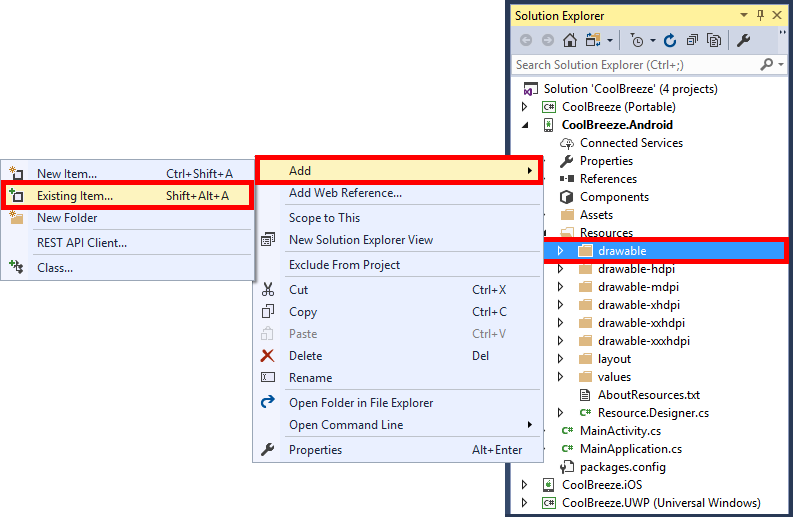 Solution Explorer
Search Solution Explorer (Ctrl+;)
Solution 'CoolBreeze' (4 projects)
C# CoolBreeze (Portable)
CoolBreeze.Android
Connected Services
Properties
References
Components
Assets
Resources
drawable
drawable-hdpi
drawable-mdpi
drawable-xhdpi
drawable-xxhdpi
drawable-xxxhdpi
layout
values
AboutResources.txt
C# Resource.Designer.cs
C# MainActivity.cs
C# MainApplication.cs
packages.config
CoolBreeze.iOS
C# CoolBreeze.UWP (Universal Windows)
Add
Add Web Reference...
Scope to This
New Solution Explorer View
Exclude From Project
Cut Ctrl+X
Copy Ctrl+C
Paste Ctrl+V
Delete Del
Rename
Open Folder in File Explorer
Open Command Line
Properties Alt+Enter
New Item... Ctrl+Shift+A
Existing Item... Shift+Alt+A
New Folder
REST API Client...
Class...